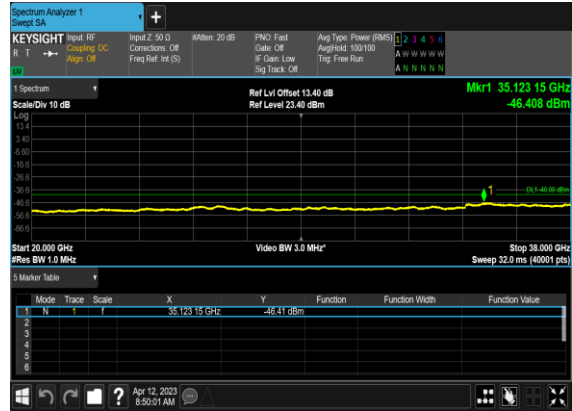 Spectrum Analyzer 1
Swept SA
+
KEYSIGHT Input: RF Input Z: 50 Ω #Atten: 20 dB PNO: Fast Avg Type: Power (RMS) 1 2 3 4 5 6
R T Coupling: DC Corrections: Off Gate: Off Avg|Hold: 100/100 A W W W W W
Align: Off Freq Ref: Int (S) IF Gain: Low Trig: Free Run
Sig Track: Off A N N N N N
1 Spectrum Ref Lvl Offset 13.40 dB Mkr1 35.123 15 GHz
Scale/Div 10 dB Ref Level 23.40 dBm -46.408 dBm
Log
13.4
3.40
-6.60
-16.6
-26.6
-36.6 1 DL1 -40.00 dBm
-46.6
-56.6
-66.6
Start 20.000 GHz Video BW 3.0 MHz* Stop 38.000 GHz
#Res BW 1.0 MHz Sweep 32.0 ms (40001 pts)
5 Marker Table
Mode Trace Scale X Y Function Function Width Function Value
1 N 1 f 35.123 15 GHz -46.41 dBm
2
3
4
5
6
? Apr 12, 2023
8:50:01 AM